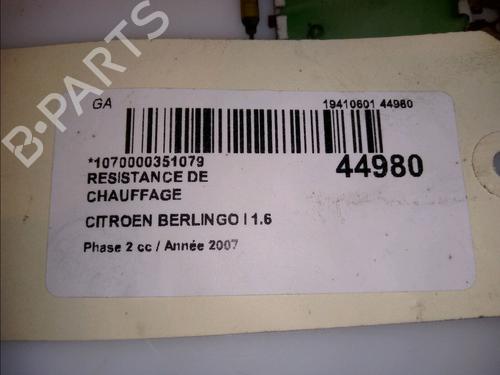 GA 19410601 44980
*1070000351079 44980
RESISTANCE DE
CHAUFFAGE
CITROEN BERLINGO I 1.6
Phase 2 cc / Année 2007
B-PARTS